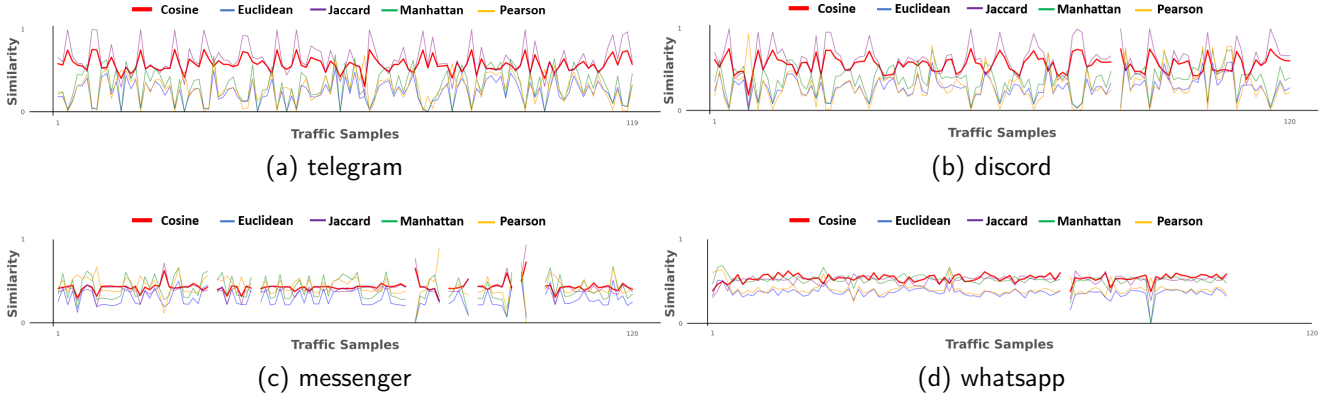 Cosine Euclidean Jaccard Manhattan Pearson
1
Similarity
0
1 119
Traffic Samples
(a) telegram
Cosine Euclidean Jaccard Manhattan Pearson
1
Similarity
0
1 120
Traffic Samples
(b) discord
Cosine Euclidean Jaccard Manhattan Pearson
1
Similarity
0
1 120
Traffic Samples
(c) messenger
Cosine Euclidean Jaccard Manhattan Pearson
1
Similarity
0
1 120
Traffic Samples
(d) whatsapp